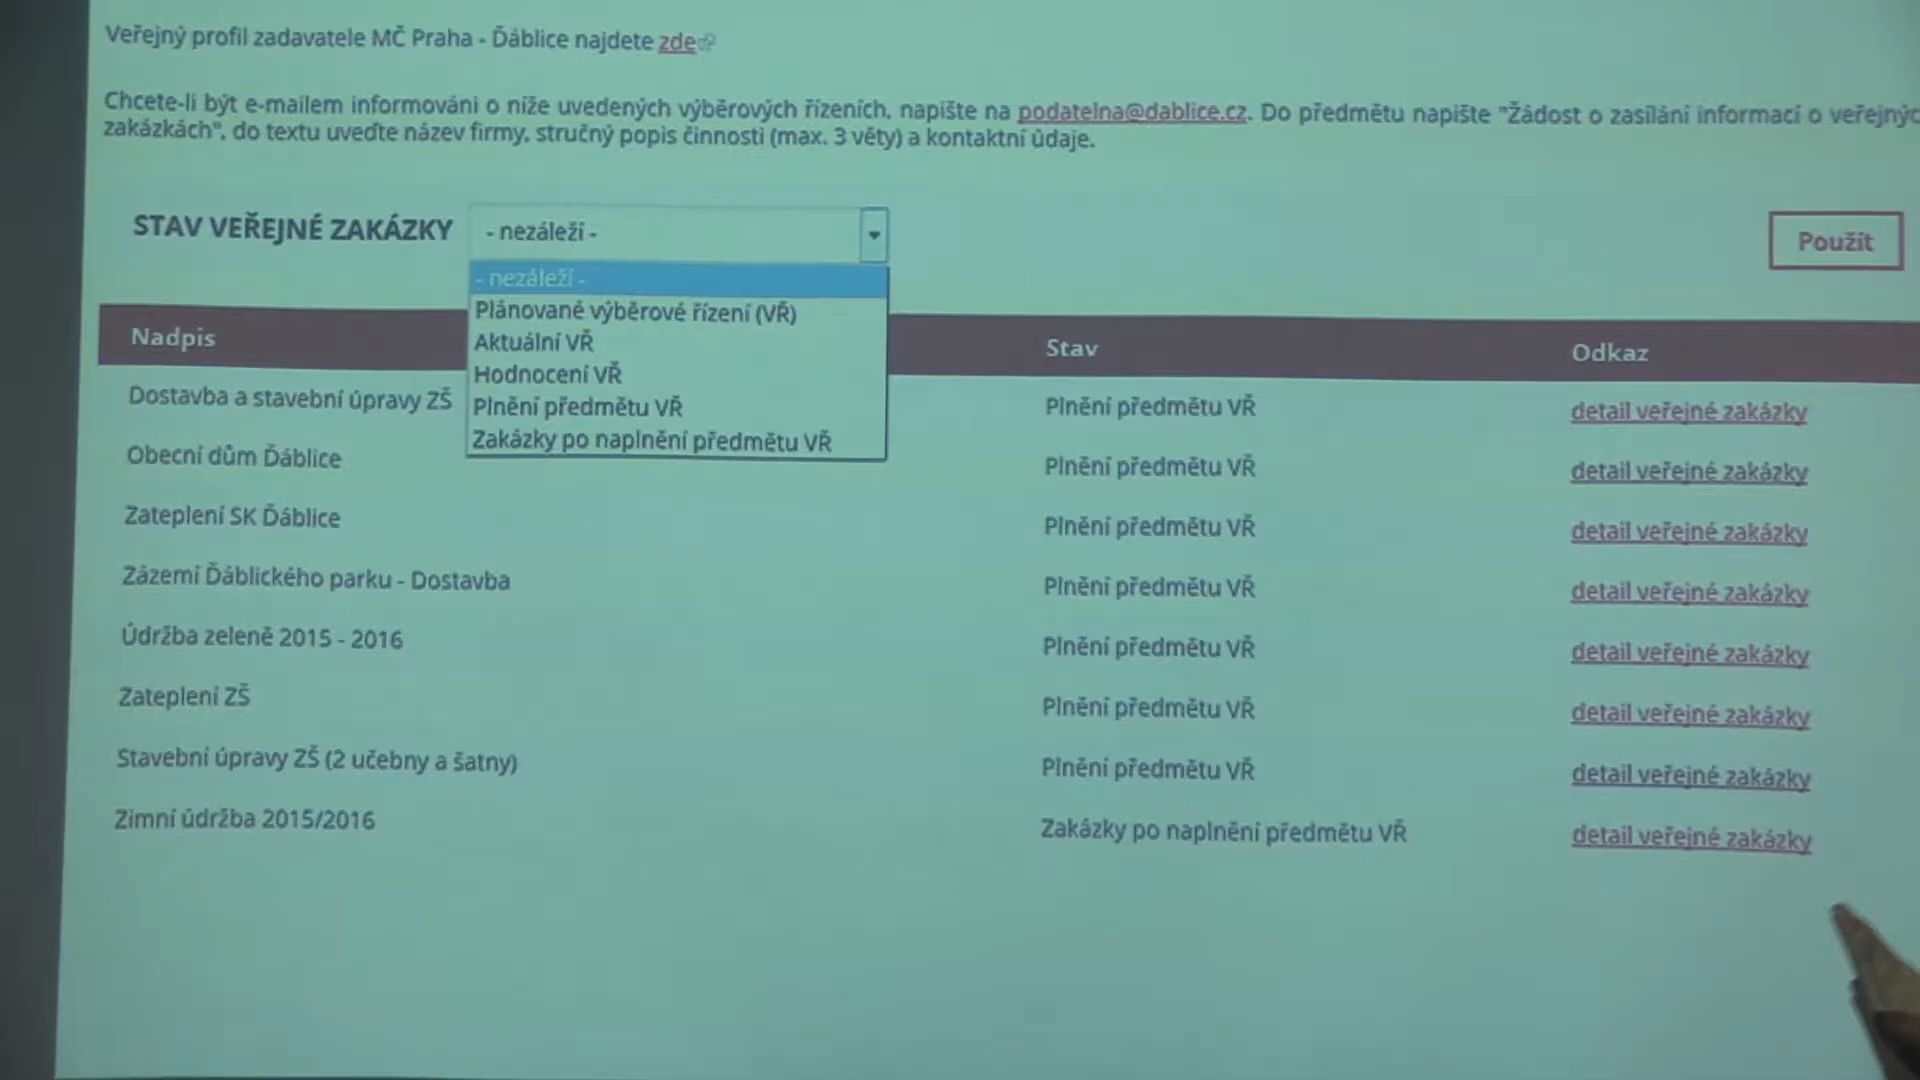 Veřejný profil zadavatele MČ Praha - Ďáblice najdete zde
Chcete-li být e-mailem informováni o níže uvedených výběrových řízeních, napište na podatelna@dablice.cz. Do předmětu napište "Žádost o zasílání informací o
zakázkách", do textu uveďte název firmy, stručný popis činnosti (max. 3 věty) a kontaktní údaje.
STAV VEŘEJNÉ ZAKÁZKY - nezáleží - Použít
- nezáleží -
Plánované výběrové řízení (VŘ)
Aktuální VŘ
Hodnocení VŘ
Plnění předmětu VŘ
Zakázky po naplnění předmětu VŘ
Nadpis Stav Odkaz
Dostavba a stavební úpravy ZŠ Plnění předmětu VŘ detail veřejné zakázky
Obecní dům Ďáblice Plnění předmětu VŘ detail veřejné zakázky
Zateplení SK Ďáblice Plnění předmětu VŘ detail veřejné zakázky
Zázemí Ďáblického parku - Dostavba Plnění předmětu VŘ detail veřejné zakázky
Údržba zeleně 2015 - 2016 Plnění předmětu VŘ detail veřejné zakázky
Zateplení ZŠ Plnění předmětu VŘ detail veřejné zakázky
Stavební úpravy ZŠ (2 učebny a šatny) Plnění předmětu VŘ detail veřejné zakázky
Zimní údržba 2015/2016 Zakázky po naplnění předmětu VŘ detail veřejné zakázky